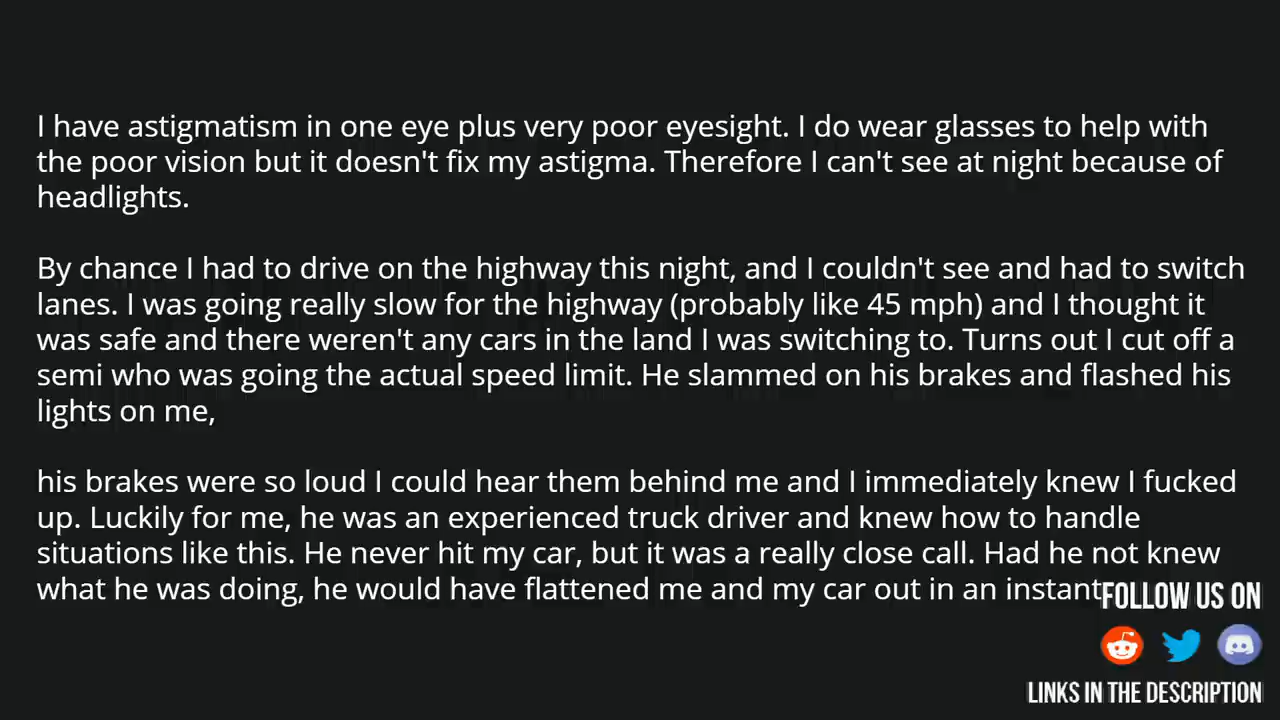 I have astigmatism in one eye plus very poor eyesight. I do wear glasses to help with
the poor vision but it doesn't fix my astigma. Therefore I can't see at night because of
headlights.
By chance I had to drive on the highway this night, and I couldn't see and had to switch
lanes. I was going really slow for the highway (probably like 45 mph) and I thought it
was safe and there weren't any cars in the land I was switching to. Turns out I cut off a
semi who was going the actual speed limit. He slammed on his brakes and flashed his
lights on me,
his brakes were so loud I could hear them behind me and I immediately knew I fucked
up. Luckily for me, he was an experienced truck driver and knew how to handle
situations like this. He never hit my car, but it was a really close call. Had he not knew
what he was doing, he would have flattened me and my car out in an instant
FOLLOW US ON
LINKS IN THE DESCRIPTION